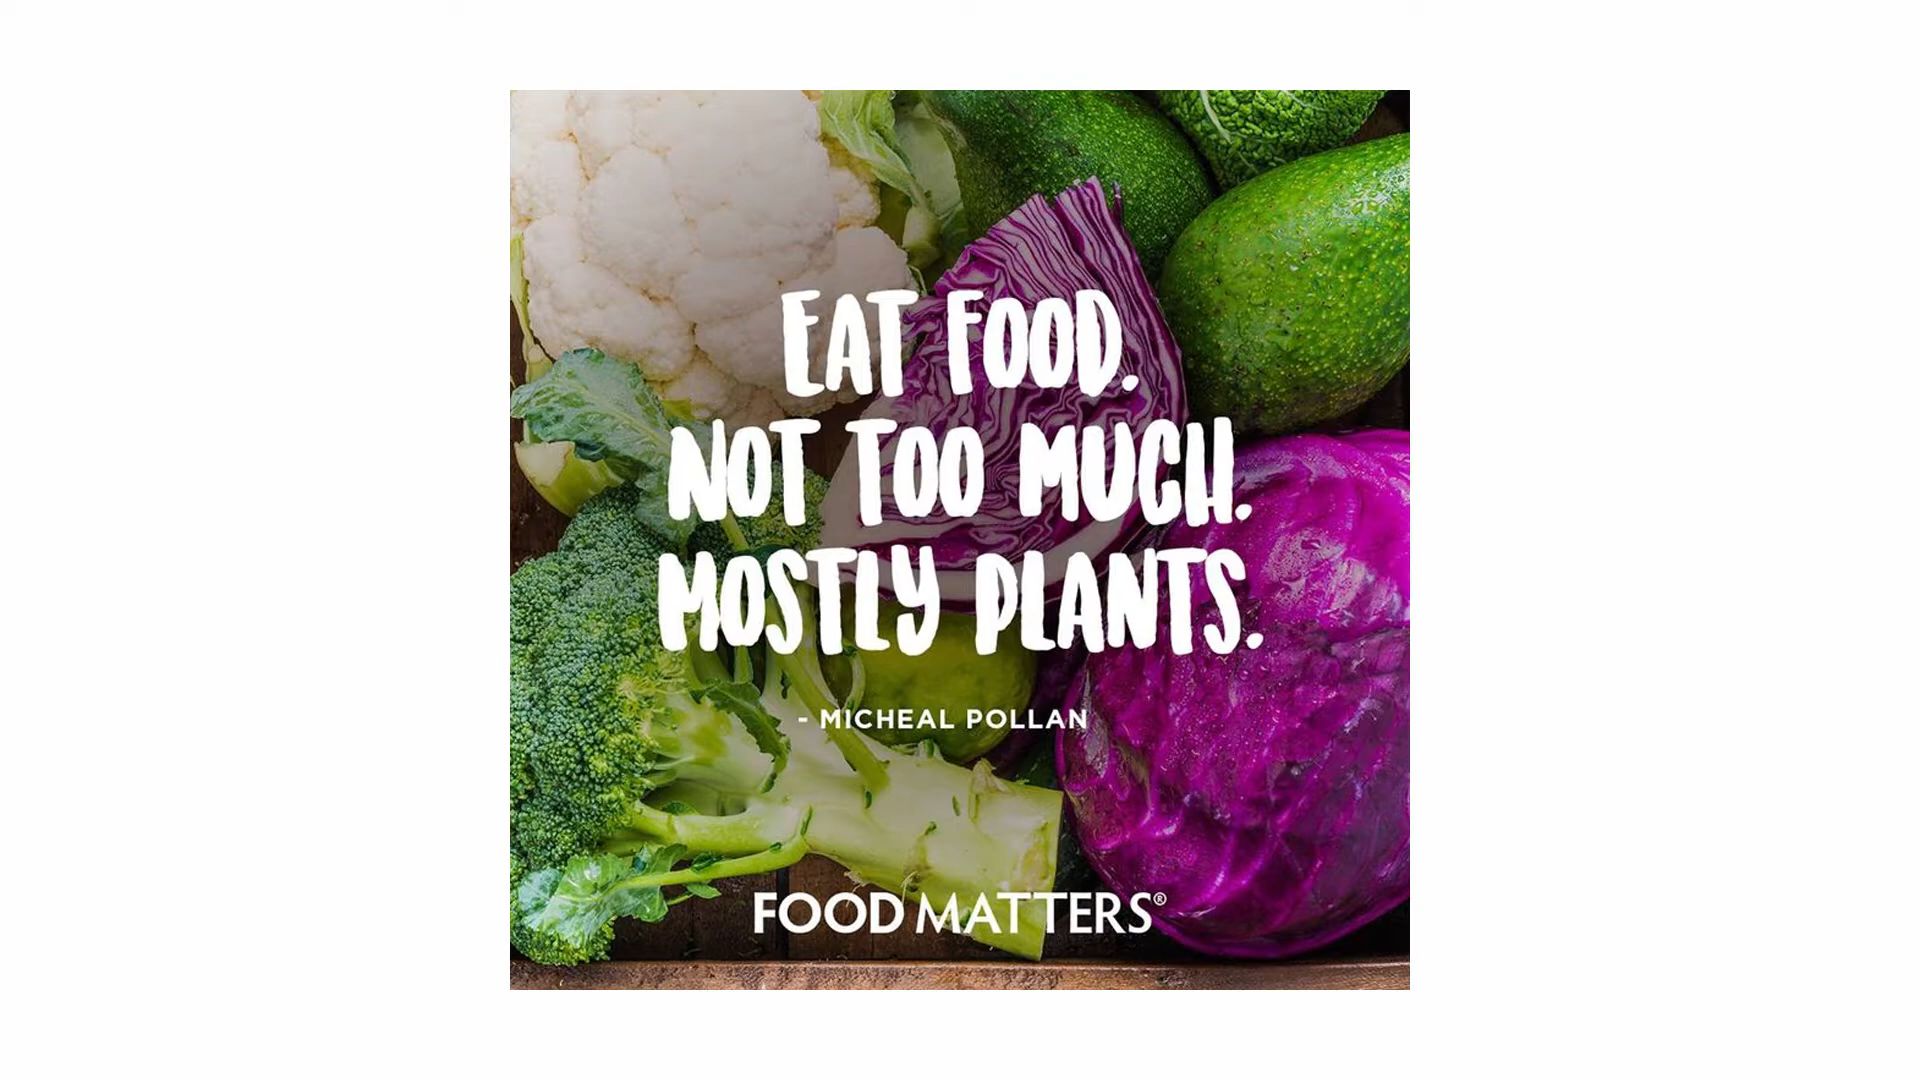 EAT FOOD.
NOT TOO MUCH.
MOSTLY PLANTS.
- MICHEAL POLLAN
FOOD MATTERS®